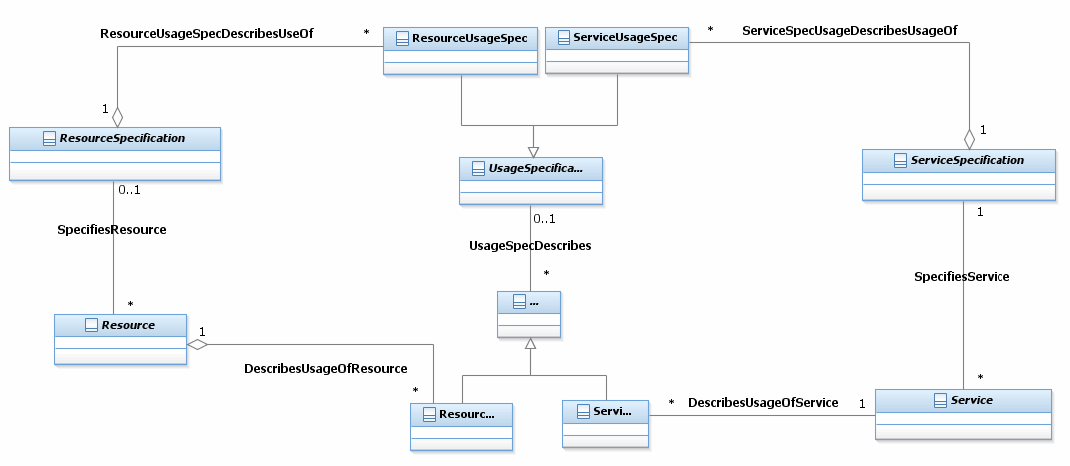 ResourceUsageSpecDescribesUseOf
*
ResourceUsageSpec
ServiceUsageSpec
*
ServiceSpecUsageDescribesUsageOf
1
ResourceSpecification
1
ServiceSpecification
UsageSpecifica...
0..1
0..1
1
SpecifiesResource
UsageSpecDescribes
SpecifiesService
*
*
...
Resource
1
DescribesUsageOfResource
*
*
Resourc...
Servi...
*
DescribesUsageOfService
1
Service